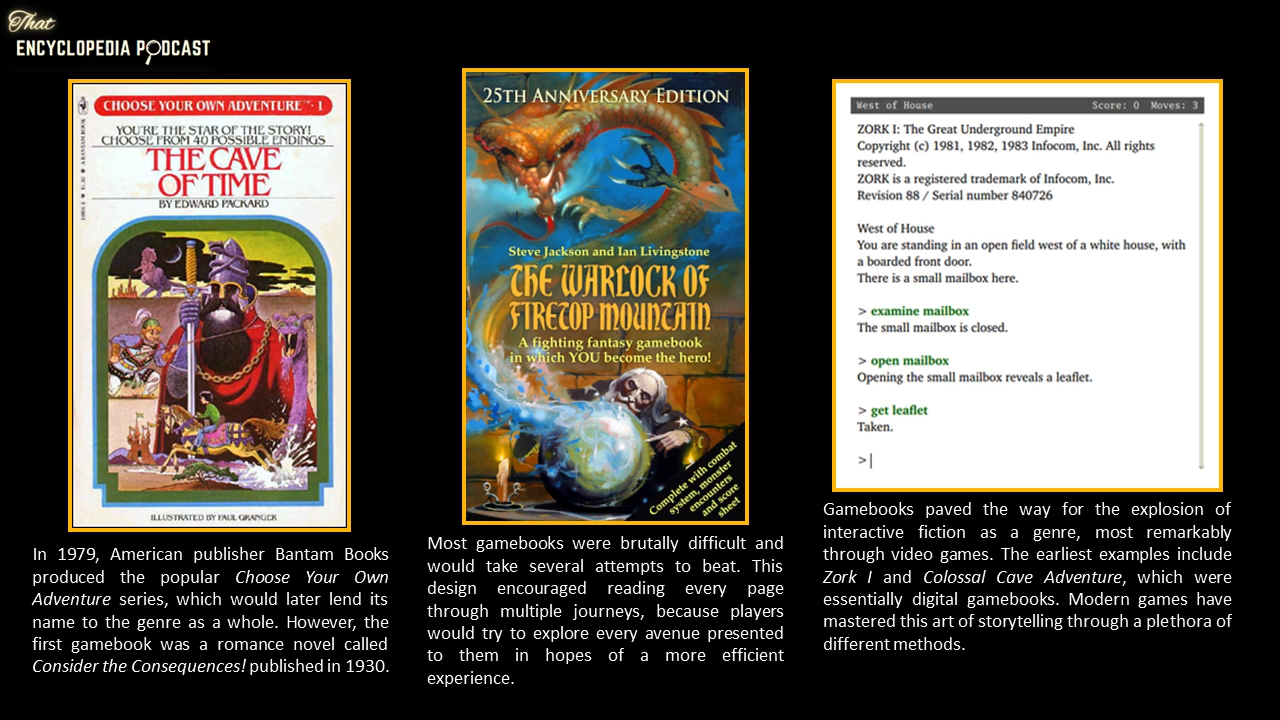 That
ENCYCLOPEDIA PODCAST
CHOOSE YOUR OWN ADVENTURE™ · 1
YOU'RE THE STAR OF THE STORY!
CHOOSE FROM 40 POSSIBLE ENDINGS
THE CAVE
OF TIME
BY EDWARD PACKARD
ILLUSTRATED BY PAUL GRANGER
In 1979, American publisher Bantam Books
produced the popular Choose Your Own
Adventure series, which would later lend its
name to the genre as a whole. However, the
first gamebook was a romance novel called
Consider the Consequences! published in 1930.
25TH ANNIVERSARY EDITION
Steve Jackson and Ian Livingstone
THE WARLOCK OF
FIRETOP MOUNTAIN
A fighting fantasy gamebook
in which YOU become the hero!
Complete with combat
system, monster
encounters
and score
sheet
Most gamebooks were brutally difficult and
would take several attempts to beat. This
design encouraged reading every page
through multiple journeys, because players
would try to explore every avenue presented
to them in hopes of a more efficient
experience.
West of House Score: 0 Moves: 3
ZORK I: The Great Underground Empire
Copyright (c) 1981, 1982, 1983 Infocom, Inc. All rights
reserved.
ZORK is a registered trademark of Infocom, Inc.
Revision 88 / Serial number 840726
West of House
You are standing in an open field west of a white house, with
a boarded front door.
There is a small mailbox here.
> examine mailbox
The small mailbox is closed.
> open mailbox
Opening the small mailbox reveals a leaflet.
> get leaflet
Taken.
>
Gamebooks paved the way for the explosion of
interactive fiction as a genre, most remarkably
through video games. The earliest examples include
Zork I and Colossal Cave Adventure, which were
essentially digital gamebooks. Modern games have
mastered this art of storytelling through a plethora of
different methods.